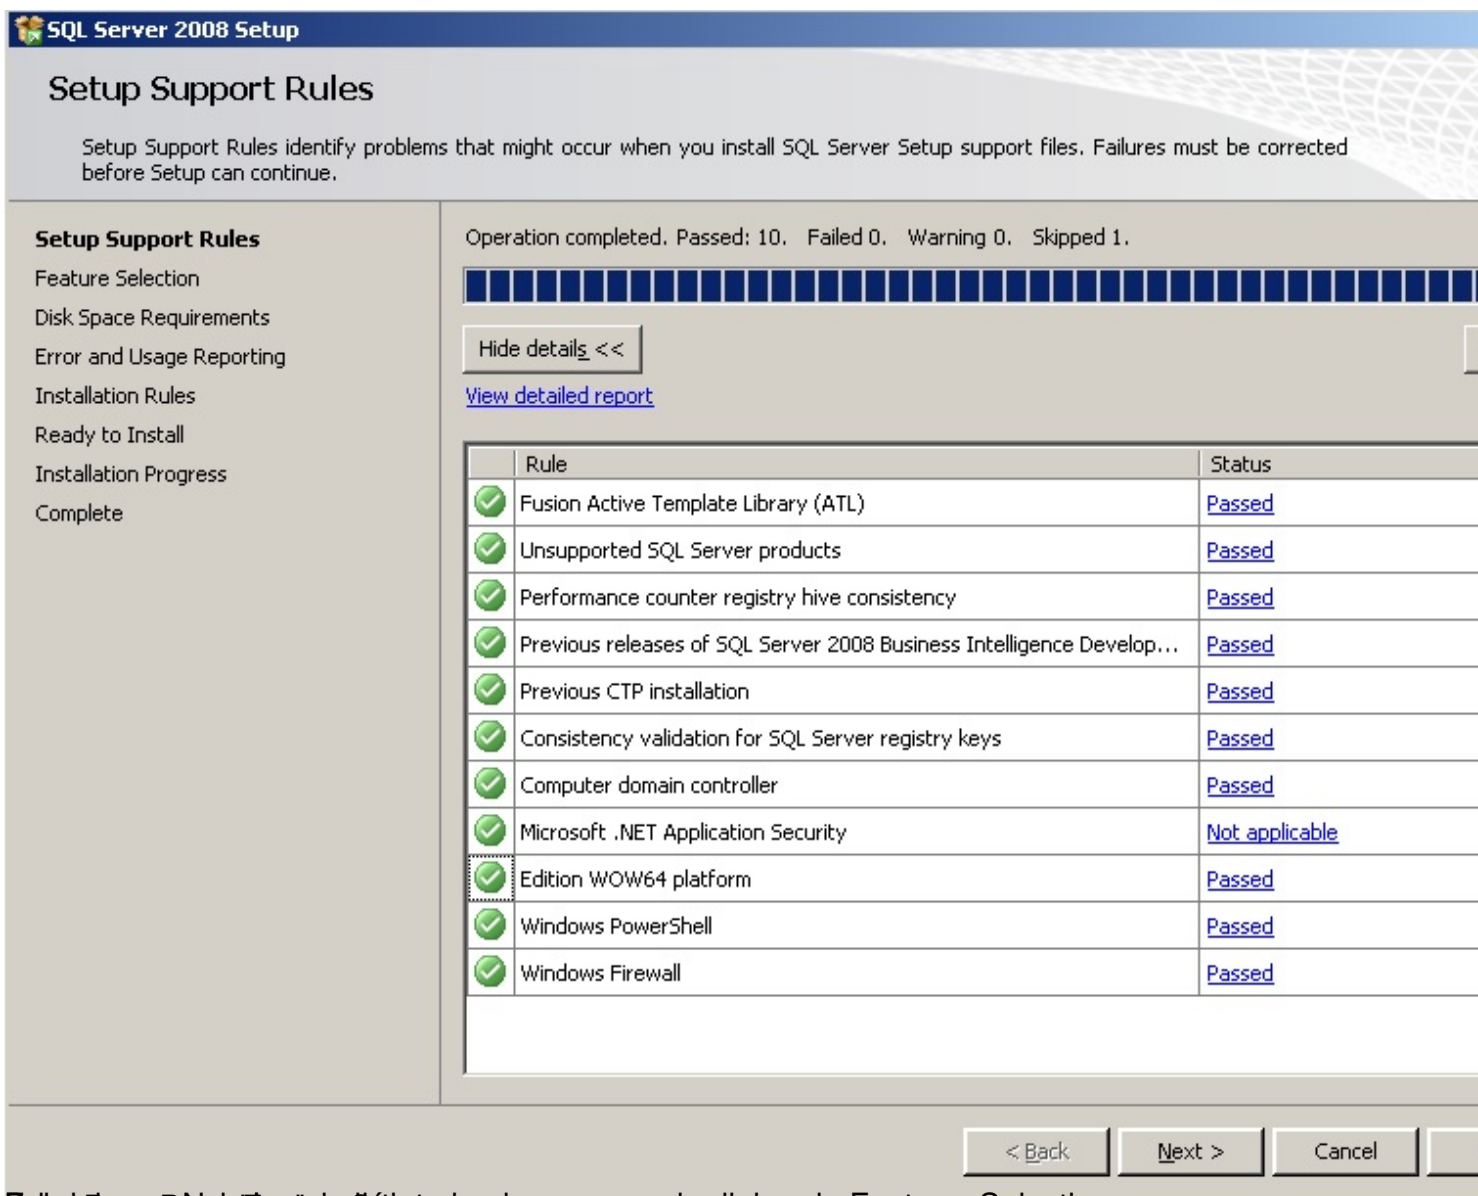 SQL Server 2008 Setup
Setup Support Rules
Setup Support Rules identify problems that might occur when you install SQL Server Setup support files. Failures must be corrected
before Setup can continue.
Setup Support Rules
Feature Selection
Disk Space Requirements
Error and Usage Reporting
Installation Rules
Ready to Install
Installation Progress
Complete
Operation completed. Passed: 10. Failed 0. Warning 0. Skipped 1.
Hide details <<
View detailed report
Rule Status
Fusion Active Template Library (ATL) Passed
Unsupported SQL Server products Passed
Performance counter registry hive consistency Passed
Previous releases of SQL Server 2008 Business Intelligence Develop... Passed
Previous CTP installation Passed
Consistency validation for SQL Server registry keys Passed
Computer domain controller Passed
Microsoft .NET Application Security Not applicable
Edition WOW64 platform Passed
Windows PowerShell Passed
Windows Firewall Passed
< Back Next > Cancel